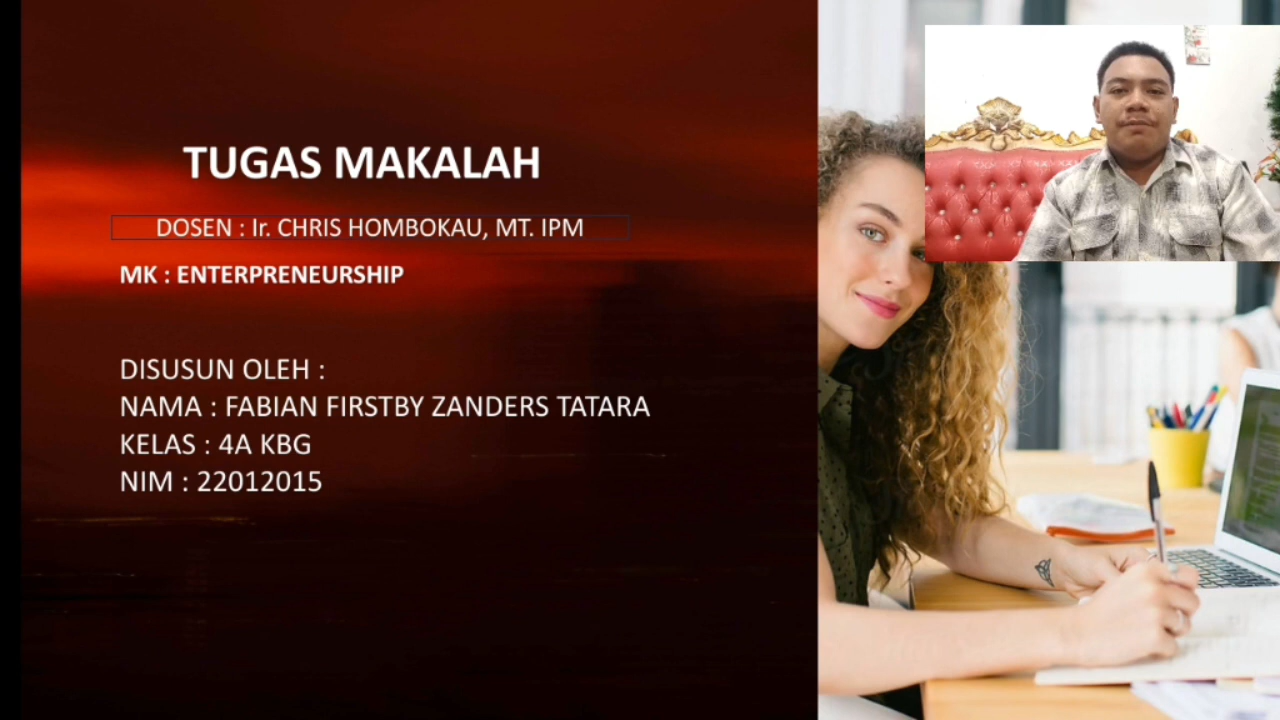 TUGAS MAKALAH
DOSEN : Ir. CHRIS HOMBOKAU, MT. IPM
MK : ENTERPRENEURSHIP
DISUSUN OLEH :
NAMA : FABIAN FIRSTBY ZANDERS TATARA
KELAS : 4A KBG
NIM : 22012015